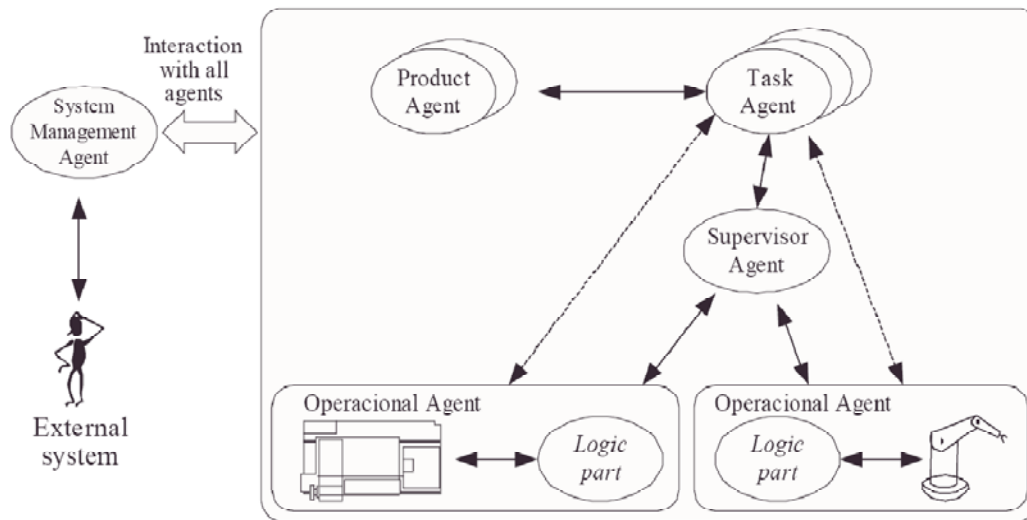 Interaction
with all
agents
System
Management
Agent
External
system
Product
Agent
Task
Agent
Supervisor
Agent
Operacional Agent
Logic
part
Operacional Agent
Logic
part